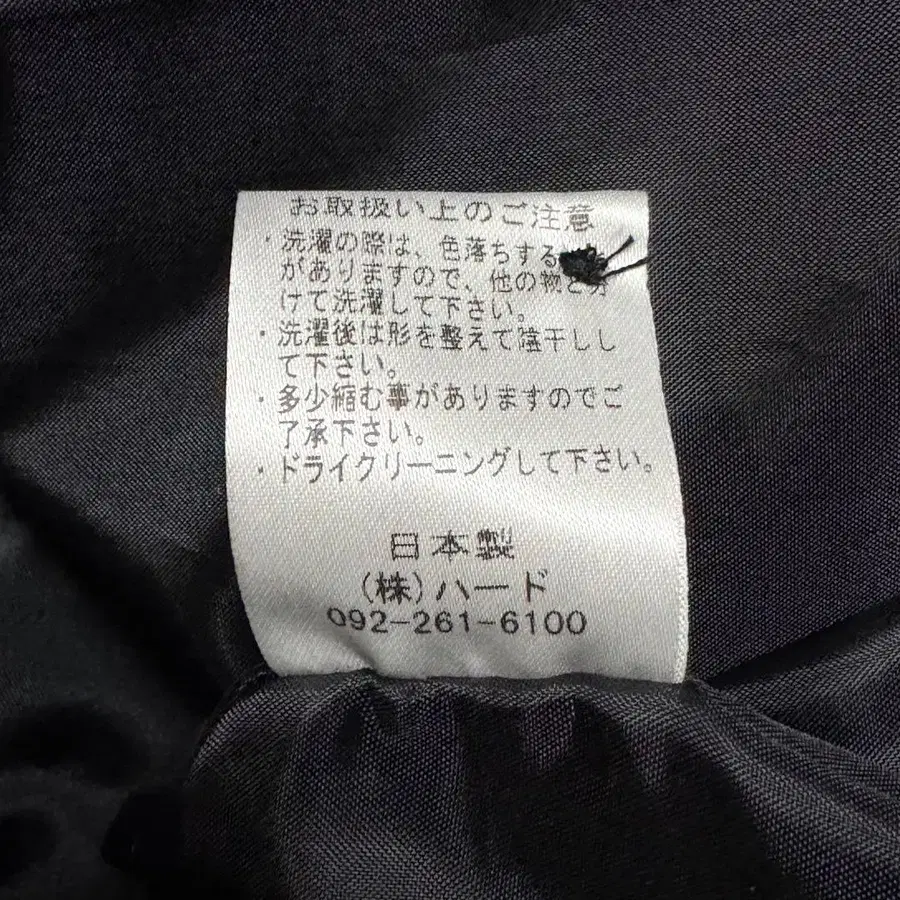 お取扱い上のご注意
・洗濯の際は、色落ちする
がありますので、他の物と分
けて洗濯して下さい。
・洗濯後は形を整えて陰干しし
て下さい。
・多少縮む事がありますのでご
了承下さい。
・ドライクリーニングして下さい。
日本製
(株)ハード
092-261-6100